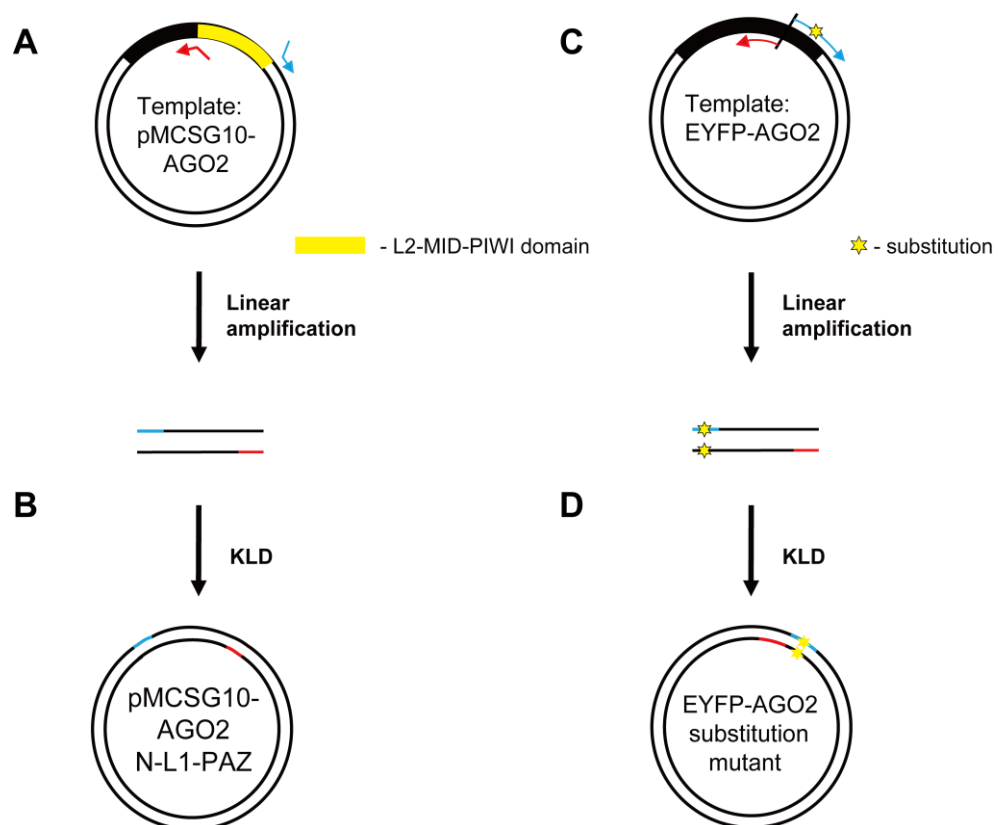 A
Template:
pMCSG10-
AGO2
- L2-MID-PIWI domain
Linear
amplification
B
KLD
pMCSG10-
AGO2
N-L1-PAZ
C
Template:
EYFP-AGO2
- substitution
Linear
amplification
D
KLD
EYFP-AGO2
substitution
mutant